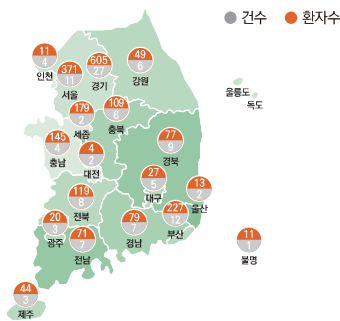 건수 환자수
11
4
인천
371
11
서울
605
27
경기
49
6
강원
울릉도
독도
179
2
세종
109
6
충북
145
4
충남
4
2
대전
77
9
경북
27
5
대구
13
2
울산
119
8
전북
227
12
부산
20
3
광주
71
7
전남
79
7
경남
11
1
불명
44
3
제주